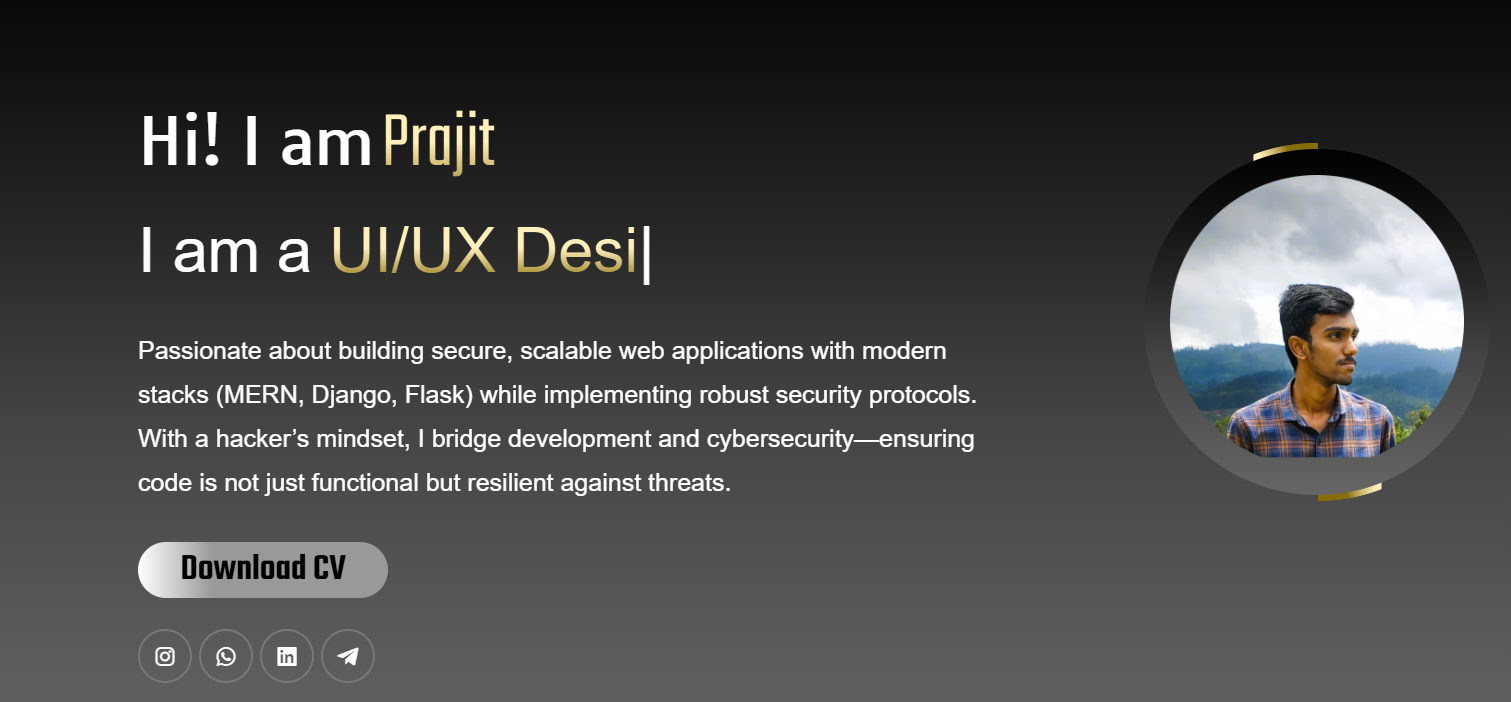 Hi! I am Prajit
I am a UI/UX Desi|
Passionate about building secure, scalable web applications with modern
stacks (MERN, Django, Flask) while implementing robust security protocols.
With a hacker’s mindset, I bridge development and cybersecurity—ensuring
code is not just functional but resilient against threats.
Download CV
in